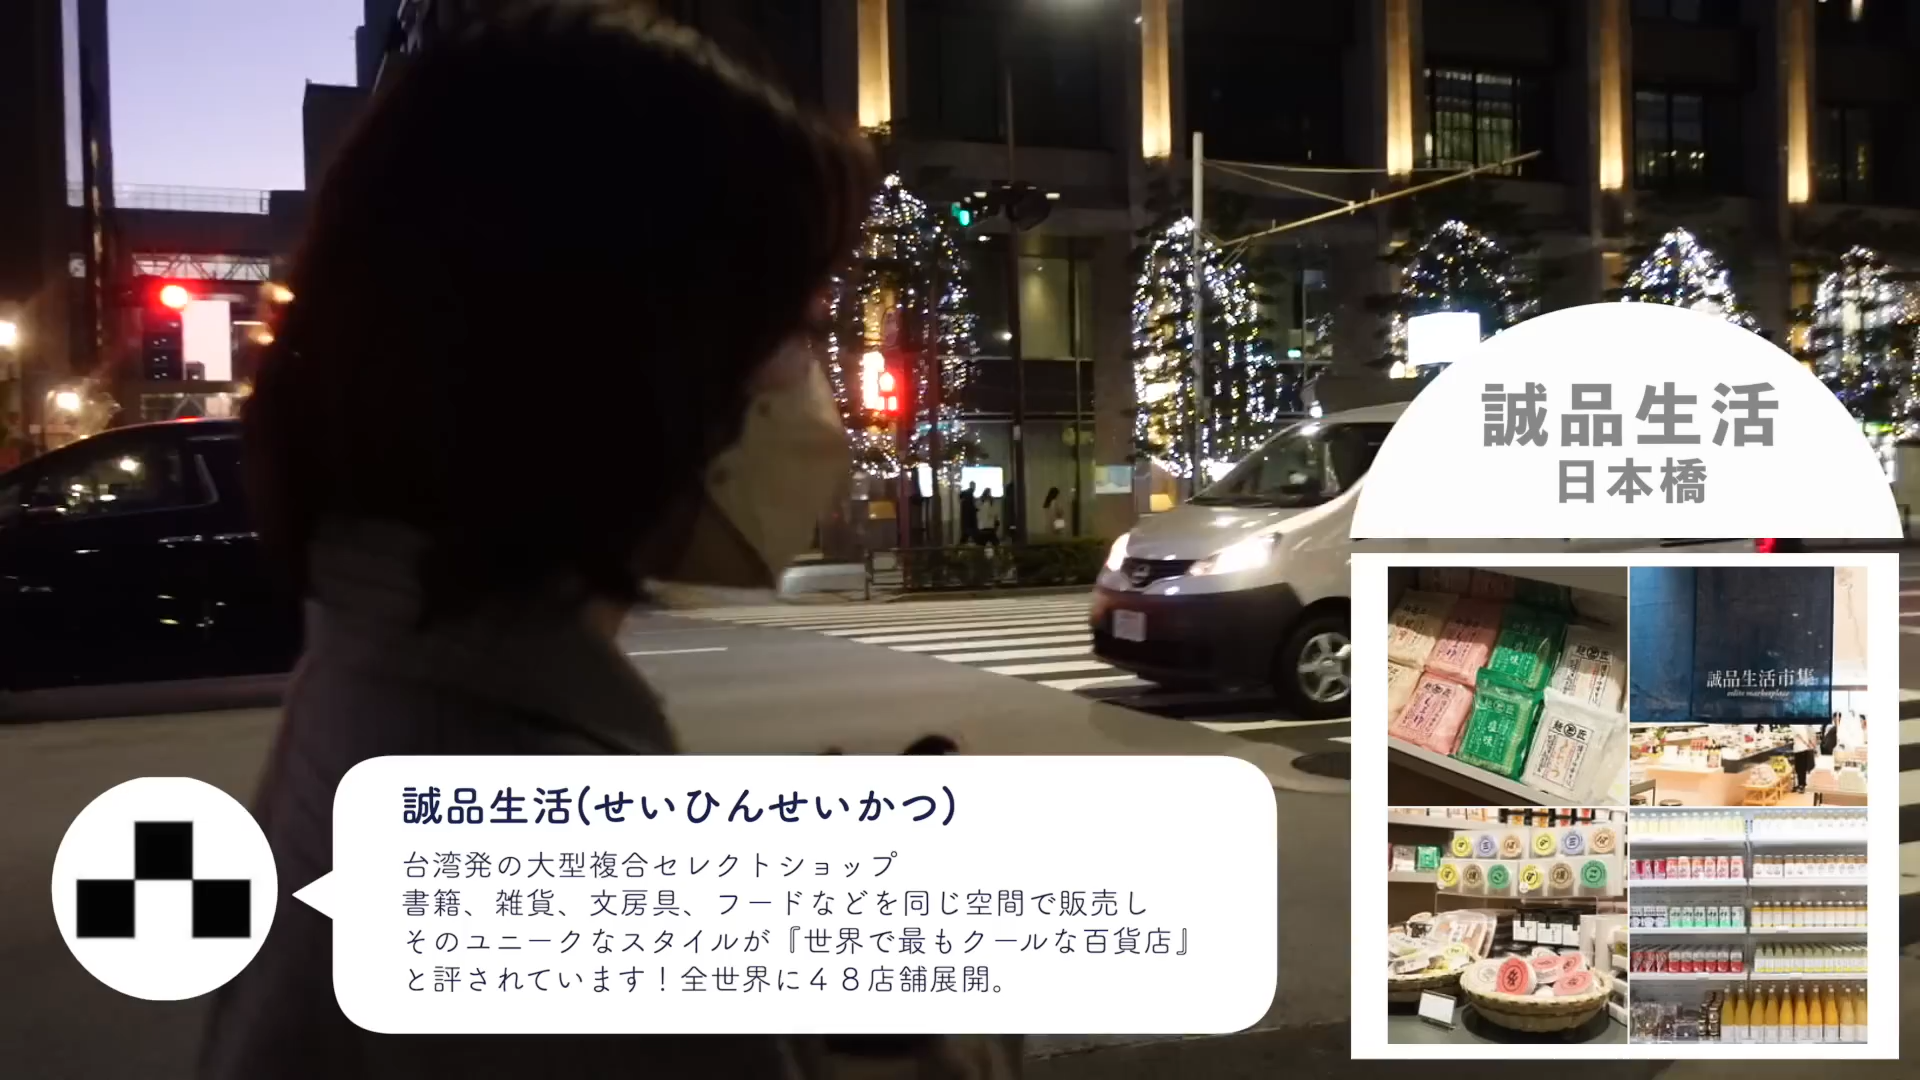 誠品生活
日本橋
誠品生活市集
eslite marketplace
誠品生活(せいひんせいかつ)
台湾発の大型複合セレクトショップ
書籍、雑貨、文房具、フードなどを同じ空間で販売し
そのユニークなスタイルが『世界で最もクールな百貨店』
と評されています！全世界に４８店舗展開。